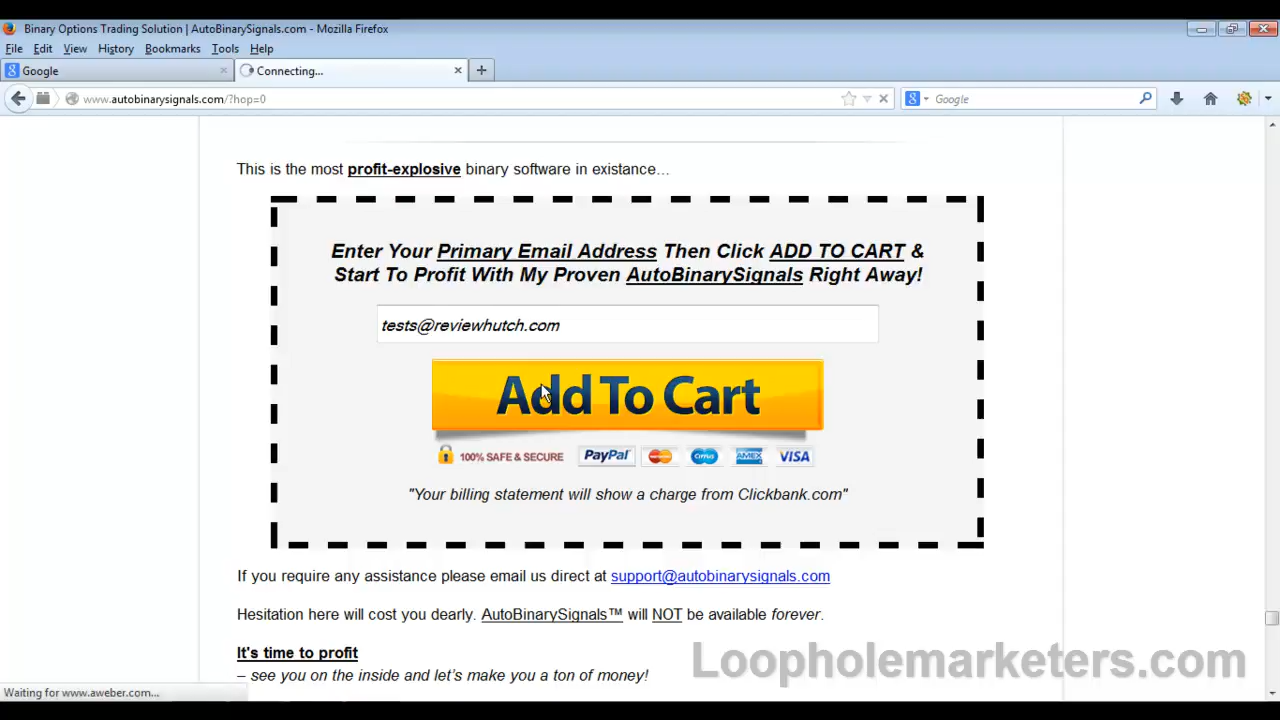 Binary Options Trading Solution | AutoBinarySignals.com - Mozilla Firefox
File Edit View History Bookmarks Tools Help
Google
Connecting...
www.autobinarysignals.com/?hop=0
Google
This is the most profit-explosive binary software in existance...
Enter Your Primary Email Address Then Click ADD TO CART &
Start To Profit With My Proven AutoBinarySignals Right Away!
tests@reviewhutch.com
Add To Cart
100% SAFE & SECURE PayPal MasterCard Cirrus AMEX VISA
"Your billing statement will show a charge from Clickbank.com"
If you require any assistance please email us direct at support@autobinarysignals.com
Hesitation here will cost you dearly. AutoBinarySignals™ will NOT be available forever.
It's time to profit
– see you on the inside and let's make you a ton of money!
Loopholemarketers.com
Waiting for www.aweber.com...